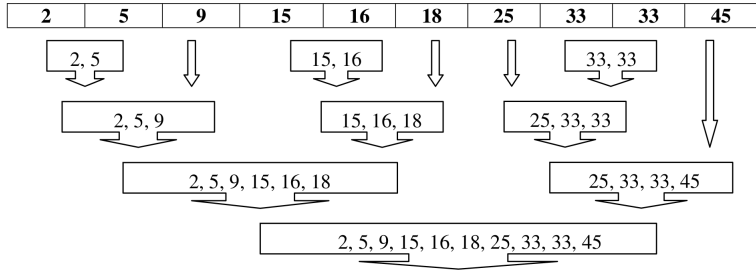 2 5 9 15 16 18 25 33 33 45
2, 5 15, 16 33, 33
2, 5, 9 15, 16, 18 25, 33, 33
2, 5, 9, 15, 16, 18 25, 33, 33, 45
2, 5, 9, 15, 16, 18, 25, 33, 33, 45